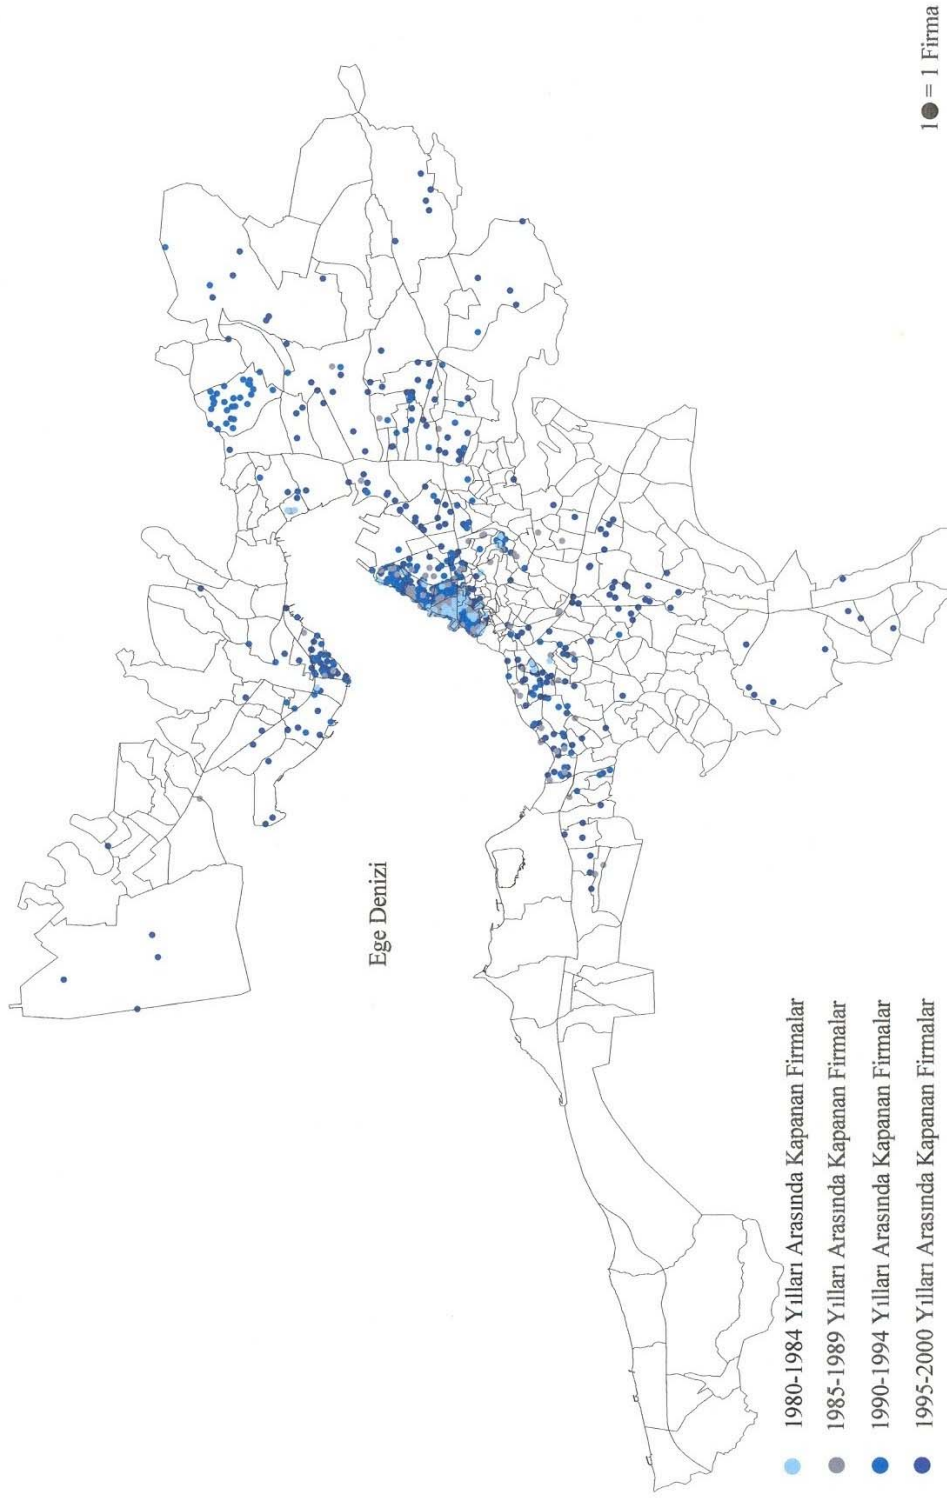 Ege Denizi
1980-1984 Yılları Arasında Kapanan Firmalar
1985-1989 Yılları Arasında Kapanan Firmalar
1990-1994 Yılları Arasında Kapanan Firmalar
1995-2000 Yılları Arasında Kapanan Firmalar
1 = 1 Firma